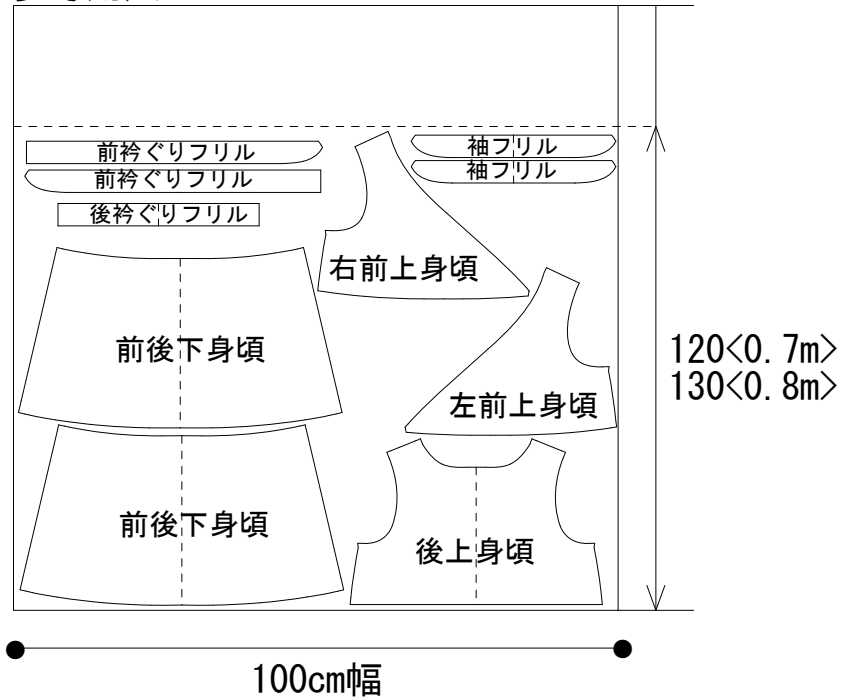 前衿ぐりフリル
前衿ぐりフリル
後衿ぐりフリル
袖フリル
袖フリル
右前上身頃
前後下身頃
左前上身頃
前後下身頃
後上身頃
120<0.7m>
130<0.8m>
100cm幅